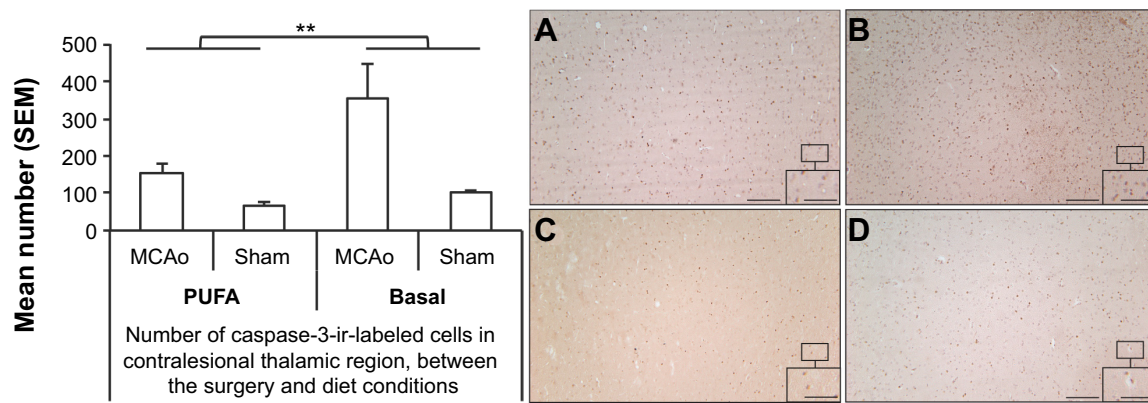 **
500
400
300
200
100
0
Mean number (SEM)
MCAo Sham MCAo Sham
PUFA Basal
Number of caspase-3-ir-labeled cells in
contralesional thalamic region, between
the surgery and diet conditions
A
B
C
D